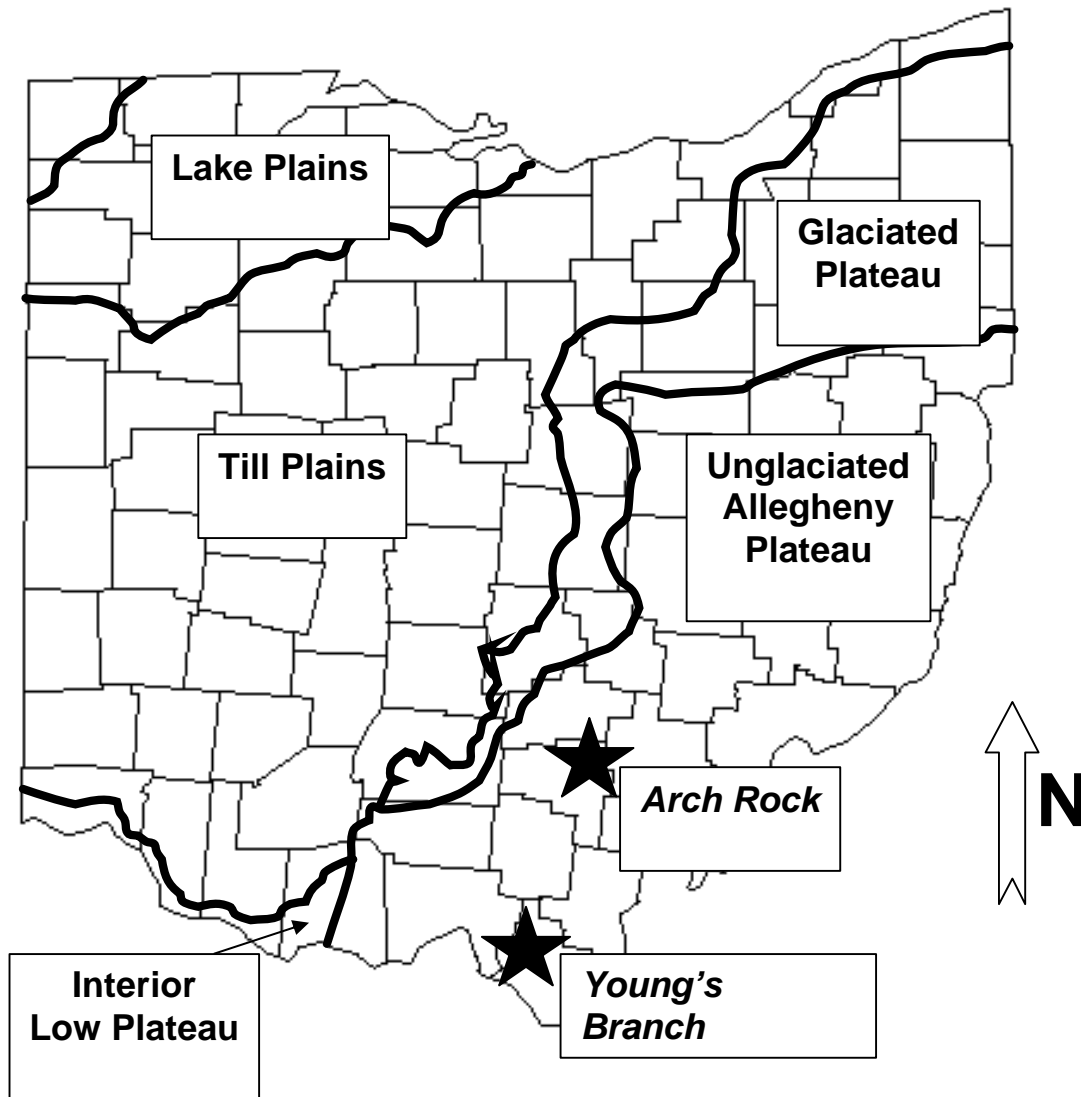 Lake Plains
Glaciated
Plateau
Till Plains
Unglaciated
Allegheny
Plateau
Arch Rock
N
Interior
Low Plateau
Young's
Branch